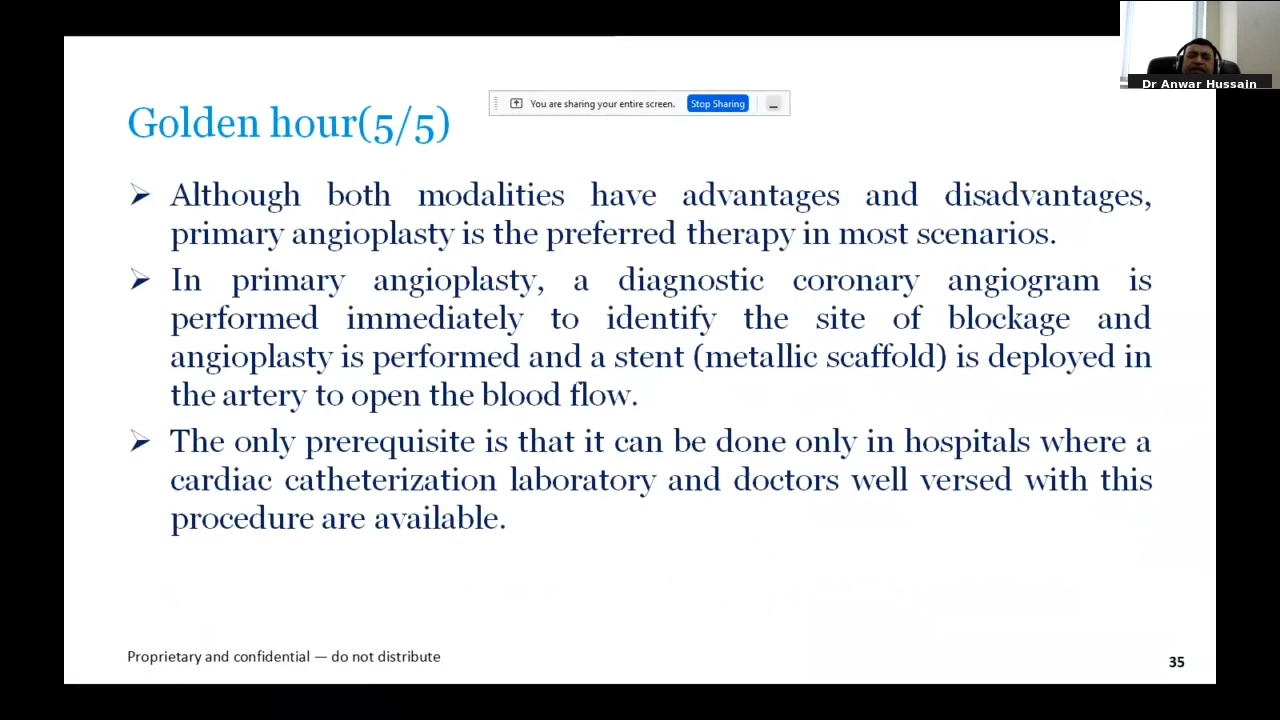 Dr Anwar Hussain
You are sharing your entire screen. Stop Sharing
Golden hour(5/5)
Although both modalities have advantages and disadvantages,
primary angioplasty is the preferred therapy in most scenarios.
In primary angioplasty, a diagnostic coronary angiogram is
performed immediately to identify the site of blockage and
angioplasty is performed and a stent (metallic scaffold) is deployed in
the artery to open the blood flow.
The only prerequisite is that it can be done only in hospitals where a
cardiac catheterization laboratory and doctors well versed with this
procedure are available.
Proprietary and confidential — do not distribute
35